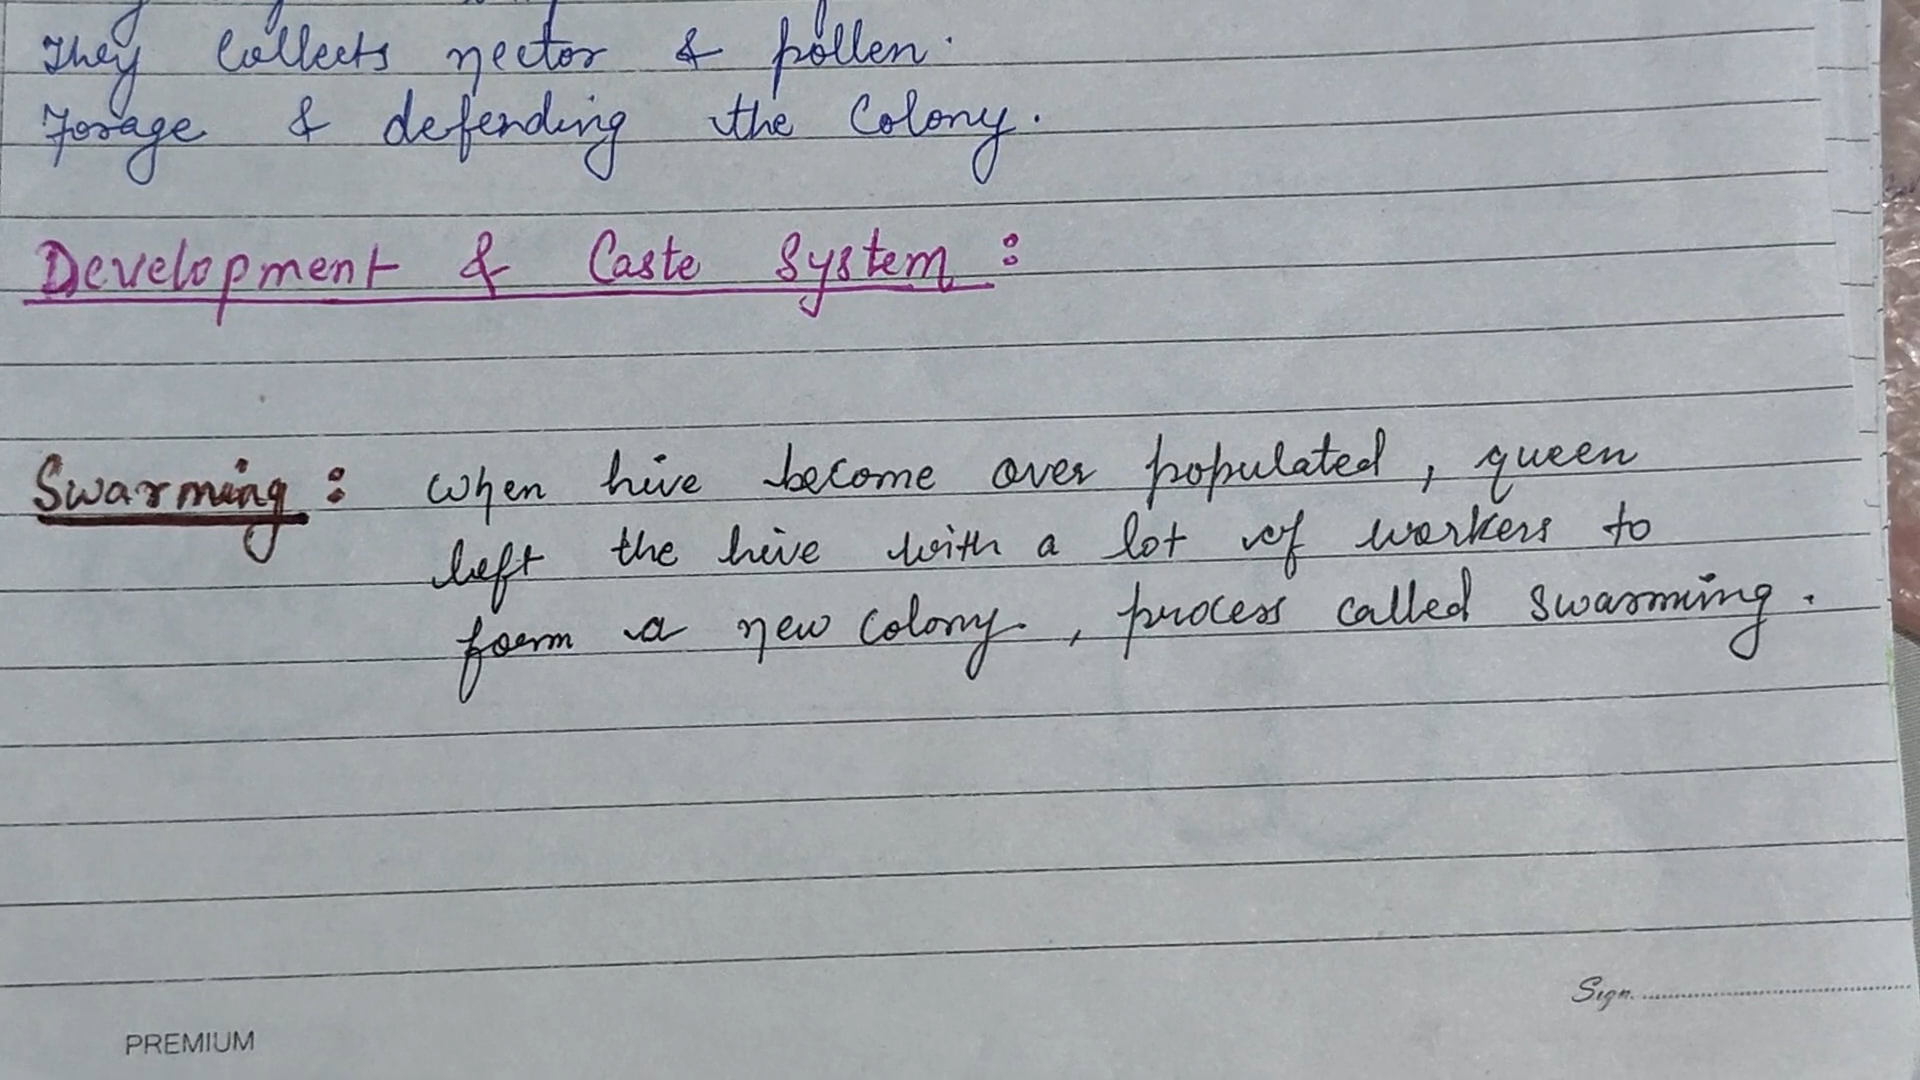 They Collects nector & pollen.
Forage & defending the Colony.
Development & Caste System :
Swarming : when hive become over populated, queen
left the hive with a lot of workers to
form a new colony. , process called swarming.
Sign.
PREMIUM